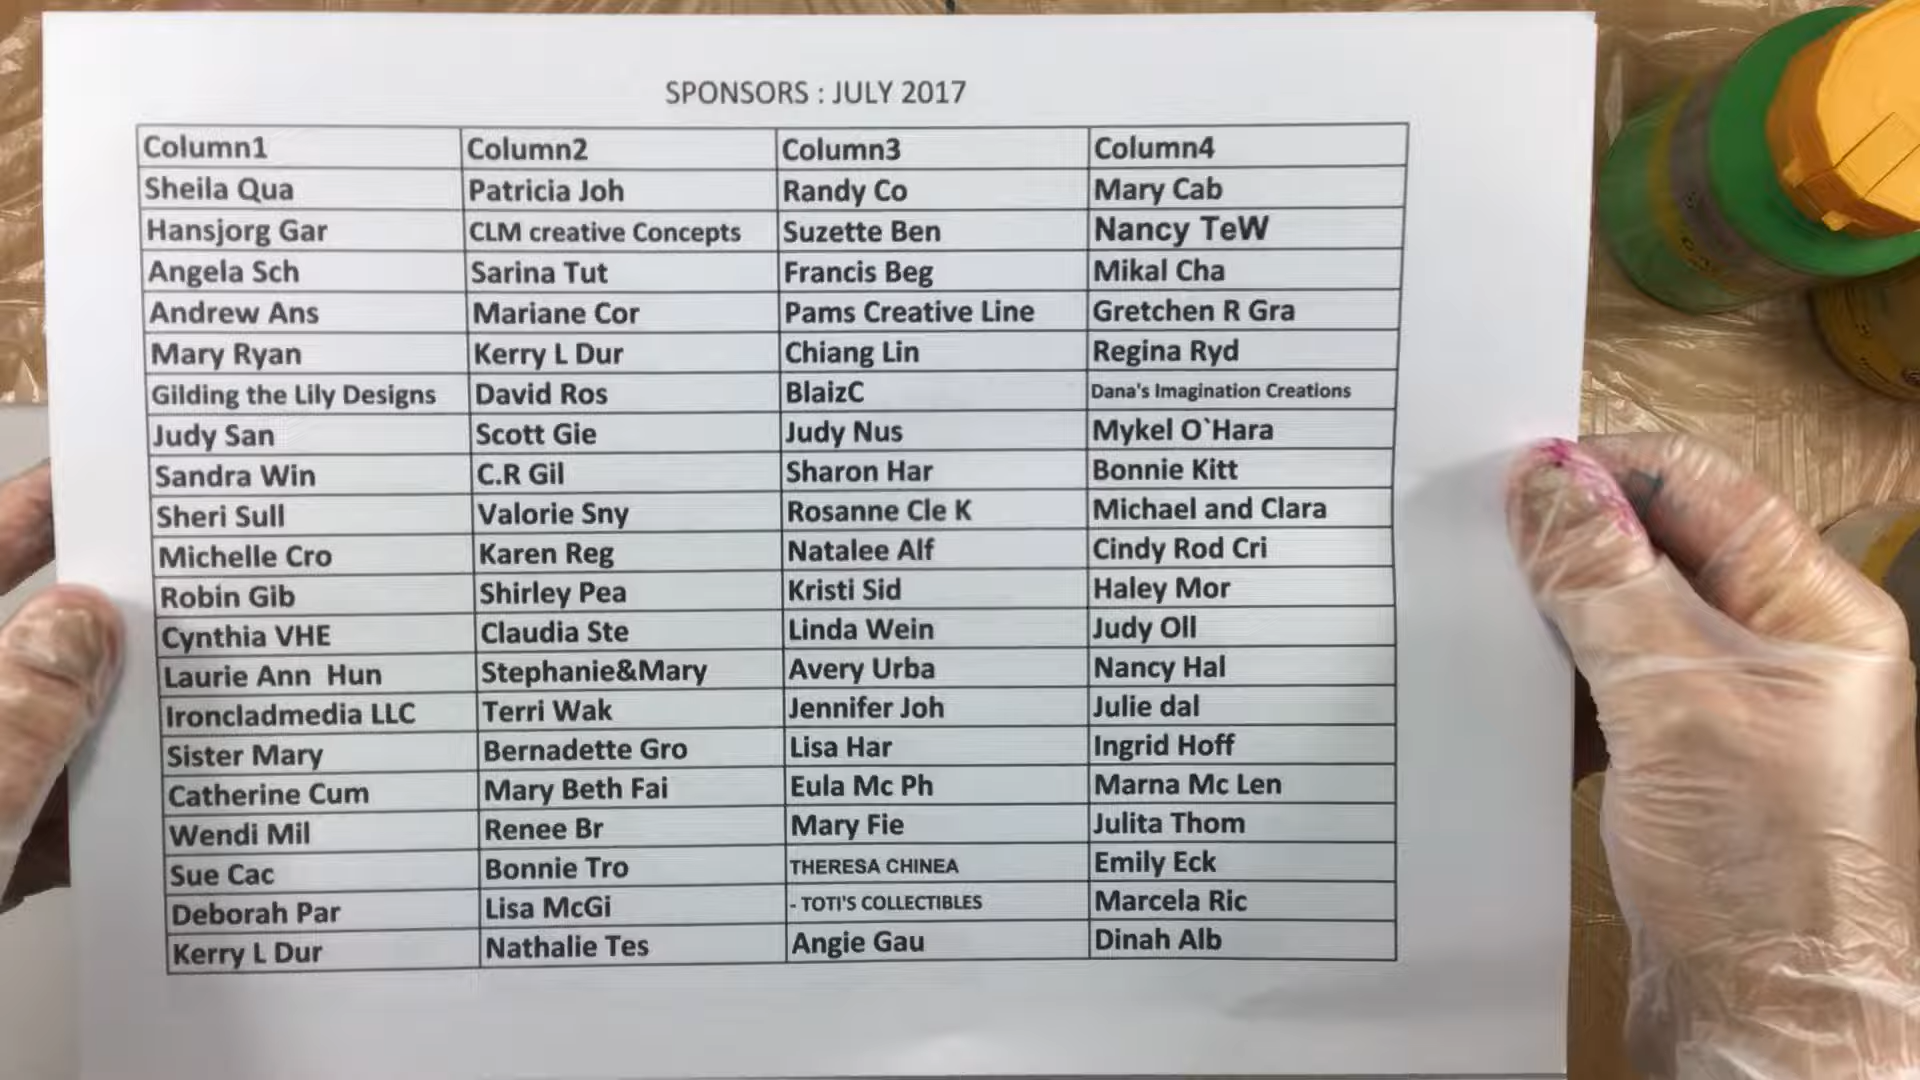 SPONSORS : JULY 2017
Column1 Column2 Column3 Column4
Sheila Qua Patricia Joh Randy Co Mary Cab
Hansjorg Gar CLM creative Concepts Suzette Ben Nancy TeW
Angela Sch Sarina Tut Francis Beg Mikal Cha
Andrew Ans Mariane Cor Pams Creative Line Gretchen R Gra
Mary Ryan Kerry L Dur Chiang Lin Regina Ryd
Gilding the Lily Designs David Ros BlaizC Dana's Imagination Creations
Judy San Scott Gie Judy Nus Mykel O`Hara
Sandra Win C.R Gil Sharon Har Bonnie Kitt
Sheri Sull Valorie Sny Rosanne Cle K Michael and Clara
Michelle Cro Karen Reg Natalee Alf Cindy Rod Cri
Robin Gib Shirley Pea Kristi Sid Haley Mor
Cynthia VHE Claudia Ste Linda Wein Judy Oll
Laurie Ann Hun Stephanie&Mary Avery Urba Nancy Hal
Ironcladmedia LLC Terri Wak Jennifer Joh Julie dal
Sister Mary Bernadette Gro Lisa Har Ingrid Hoff
Catherine Cum Mary Beth Fai Eula Mc Ph Marna Mc Len
Wendi Mil Renee Br Mary Fie Julita Thom
Sue Cac Bonnie Tro THERESA CHINEA Emily Eck
Deborah Par Lisa McGi - TOTI'S COLLECTIBLES Marcela Ric
Kerry L Dur Nathalie Tes Angie Gau Dinah Alb